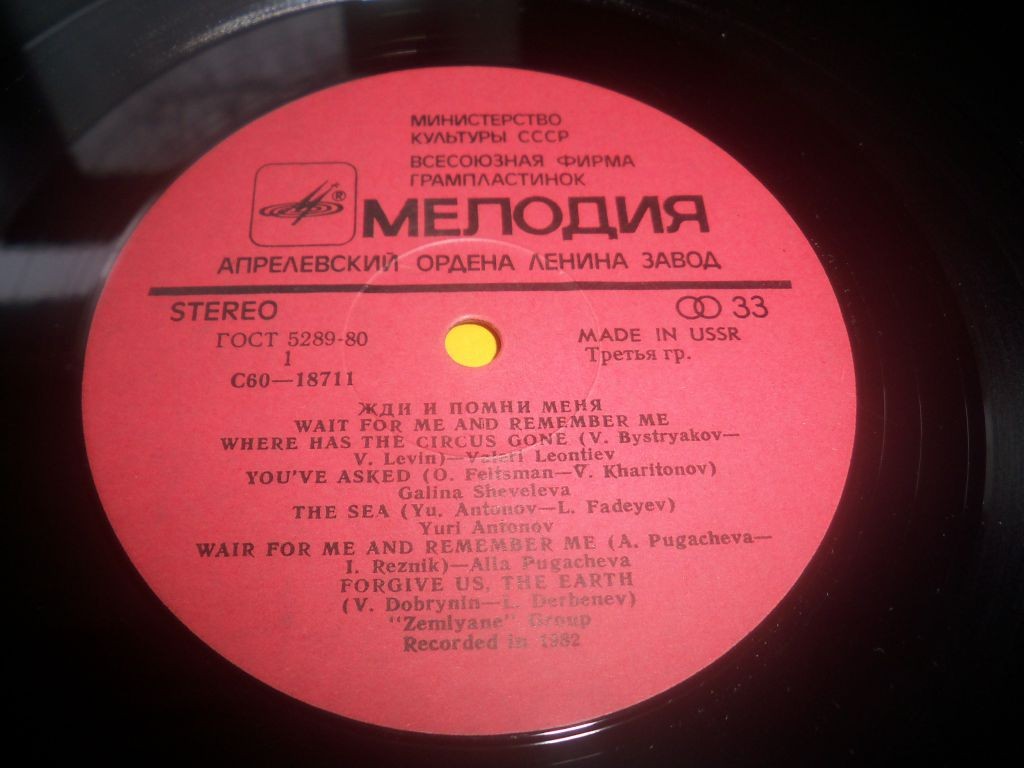 МИНИСТЕРСТВО
КУЛЬТУРЫ СССР
ВСЕСОЮЗНАЯ ФИРМА
ГРАМПЛАСТИНОК
® МЕЛОДИЯ
АПРЕЛЕВСКИЙ ОРДЕНА ЛЕНИНА ЗАВОД
STEREO
33
ГОСТ 5289-80
MADE IN USSR
1
Третья гр.
С60—18711
ЖДИ И ПОМНИ МЕНЯ
WAIT FOR ME AND REMEMBER ME
WHERE HAS THE CIRCUS GONE (V. Bystryakov—
V. Levin)—Valeri Leontiev
YOU'VE ASKED (O. Feltsman—V. Kharitonov)
Galina Sheveleva
THE SEA (Yu. Antonov—L. Fadeyev)
Yuri Antonov
WAIR FOR ME AND REMEMBER ME (A. Pugacheva—
I. Reznik)—Alla Pugacheva
FORGIVE US, THE EARTH
(V. Dobrynin—L. Derbenev)
"Zemlyane" Group
Recorded in 1982